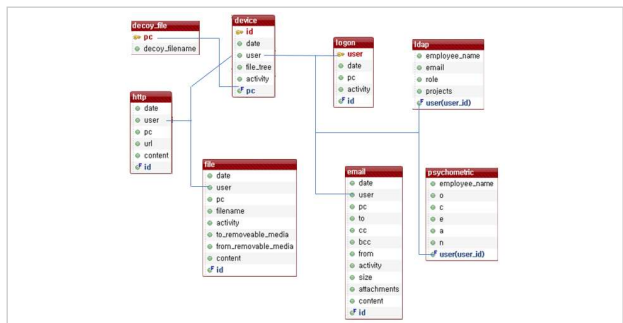 decoy_file
pc
decoy_filename
device
id
date
user
file_tree
activity
pc
logon
user
date
pc
activity
id
ldap
employee_name
email
role
projects
user(user_id)
http
date
user
pc
url
content
id
file
date
user
pc
filename
activity
to_removeable_media
from_removable_media
content
id
email
date
user
pc
to
cc
bcc
from
activity
size
attachments
content
id
psychometric
employee_name
o
c
e
a
n
user(user_id)